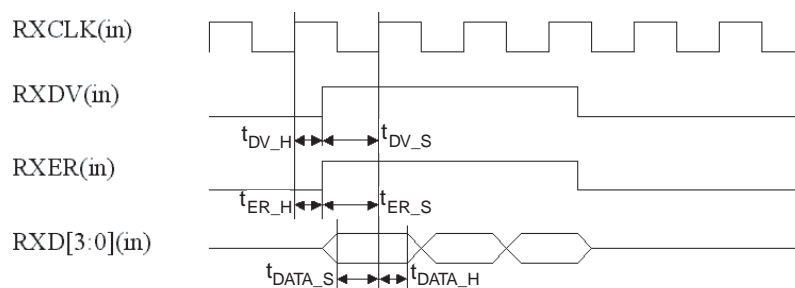 RXCLK(in)
RXDV(in)
tDV_H tDV_S
RXER(in)
tER_H tER_S
RXD[3:0](in)
tDATA_S tDATA_H